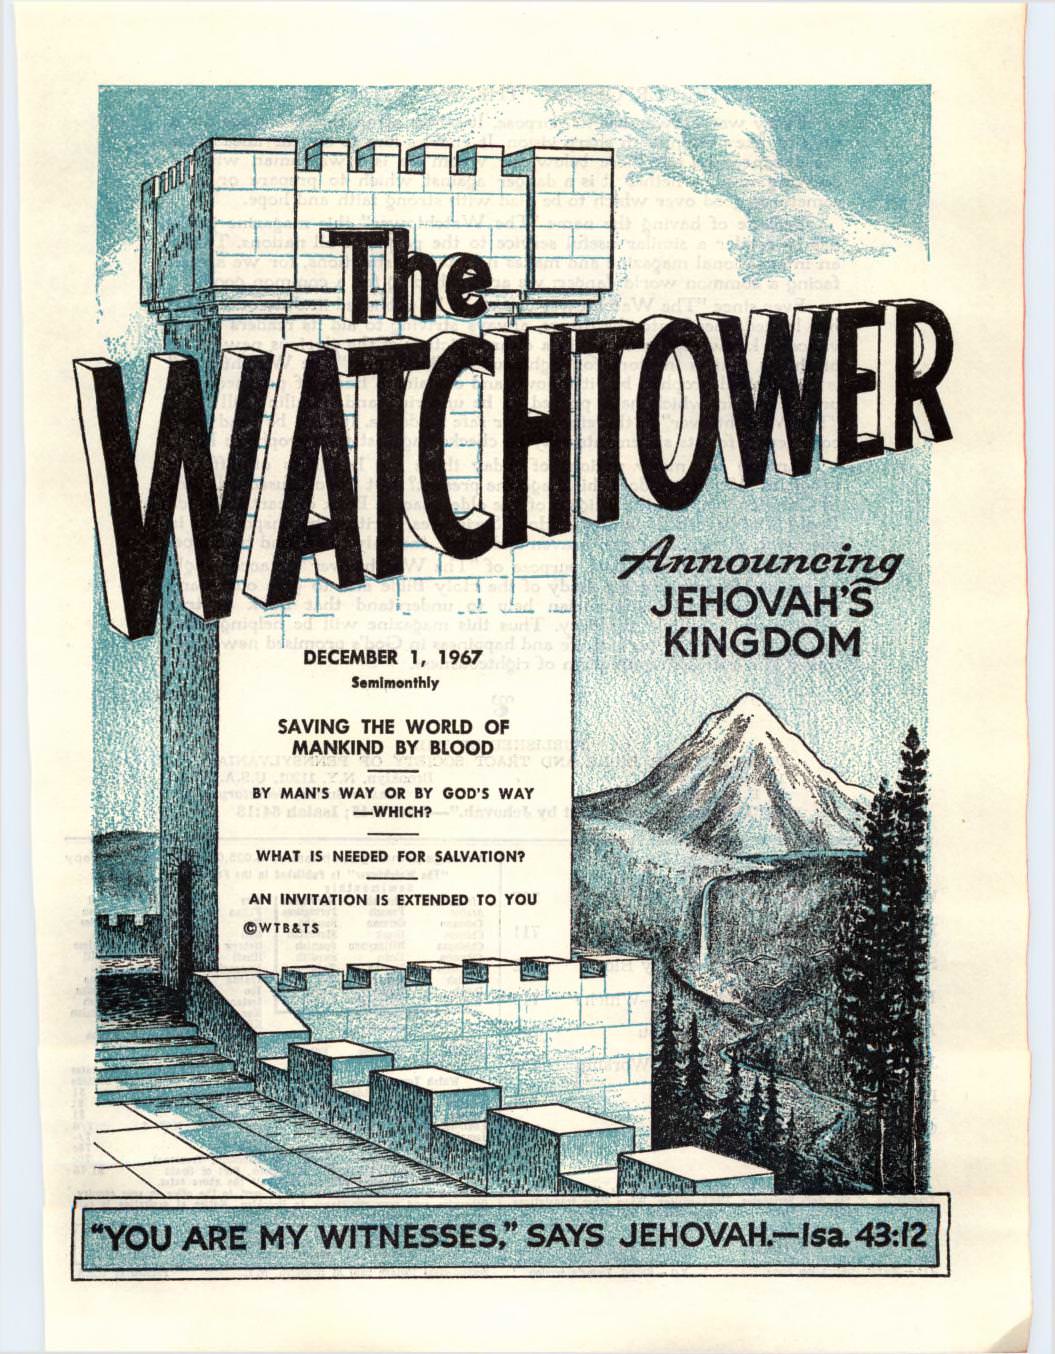 The
WATCHTOWER
Announcing
JEHOVAH'S
KINGDOM
DECEMBER 1, 1967
Semimonthly
SAVING THE WORLD OF
MANKIND BY BLOOD
BY MAN'S WAY OR BY GOD'S WAY
—WHICH?
WHAT IS NEEDED FOR SALVATION?
AN INVITATION IS EXTENDED TO YOU
©WTB&TS
"YOU ARE MY WITNESSES," SAYS JEHOVAH.—Isa. 43:12